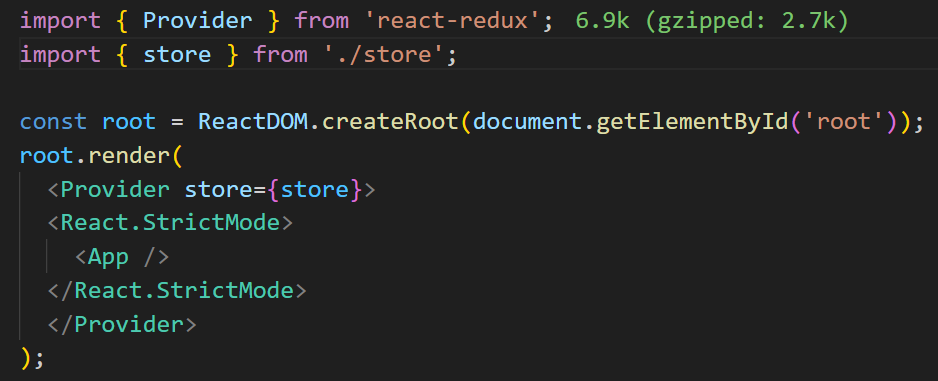 import { Provider } from 'react-redux'; 6.9k (gzipped: 2.7k)
import { store } from './store';

const root = ReactDOM.createRoot(document.getElementById('root'));
root.render(
  <Provider store={store}>
  <React.StrictMode>
    <App />
  </React.StrictMode>
  </Provider>
);